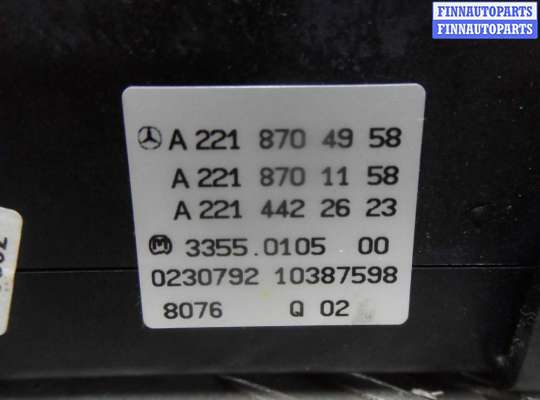 FINNAUTOPARTS
FINNAUTOPARTS
A 221 870 49 58
A 221 870 11 58
A 221 442 26 23
M 3355.0105 00
0230792 10387598
8076 Q 02